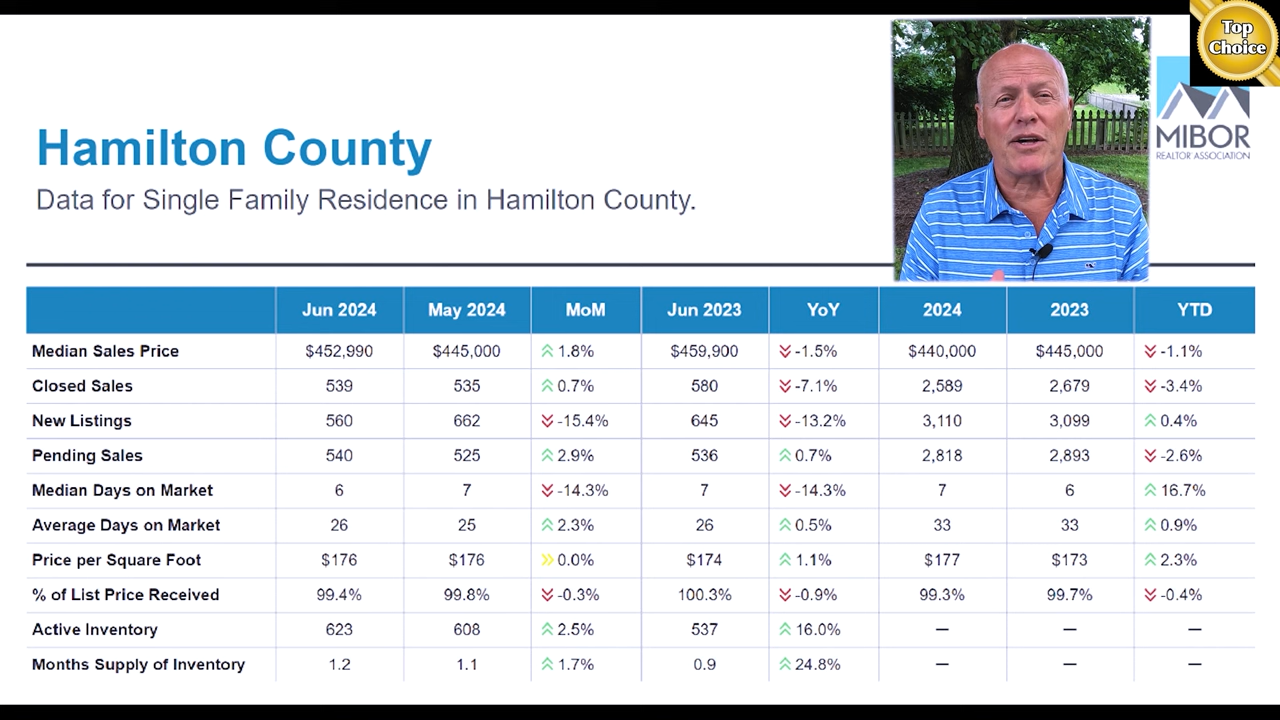 Top
Choice
MIBOR
REALTOR ASSOCIATION
Hamilton County
Data for Single Family Residence in Hamilton County.
Jun 2024 May 2024 MoM Jun 2023 YoY 2024 2023 YTD
Median Sales Price $452,990 $445,000 1.8% $459,900 -1.5% $440,000 $445,000 -1.1%
Closed Sales 539 535 0.7% 580 -7.1% 2,589 2,679 -3.4%
New Listings 560 662 -15.4% 645 -13.2% 3,110 3,099 0.4%
Pending Sales 540 525 2.9% 536 0.7% 2,818 2,893 -2.6%
Median Days on Market 6 7 -14.3% 7 -14.3% 7 6 16.7%
Average Days on Market 26 25 2.3% 26 0.5% 33 33 0.9%
Price per Square Foot $176 $176 0.0% $174 1.1% $177 $173 2.3%
% of List Price Received 99.4% 99.8% -0.3% 100.3% -0.9% 99.3% 99.7% -0.4%
Active Inventory 623 608 2.5% 537 16.0% — — —
Months Supply of Inventory 1.2 1.1 1.7% 0.9 24.8% — — —